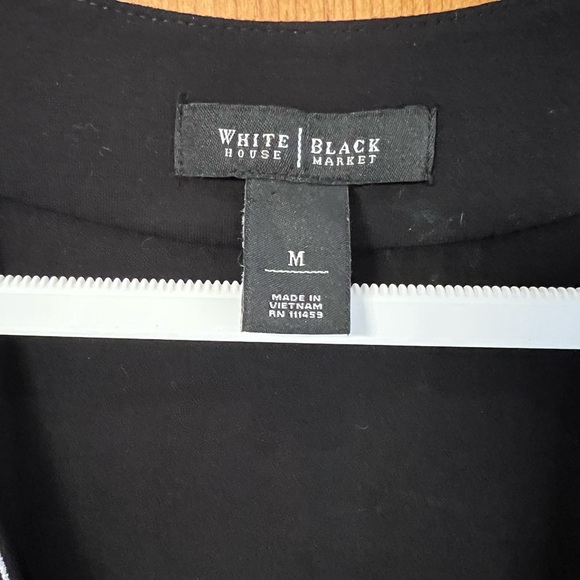 WHITE | BLACK
HOUSE | MARKET
M
MADE IN
VIETNAM
RN 111459